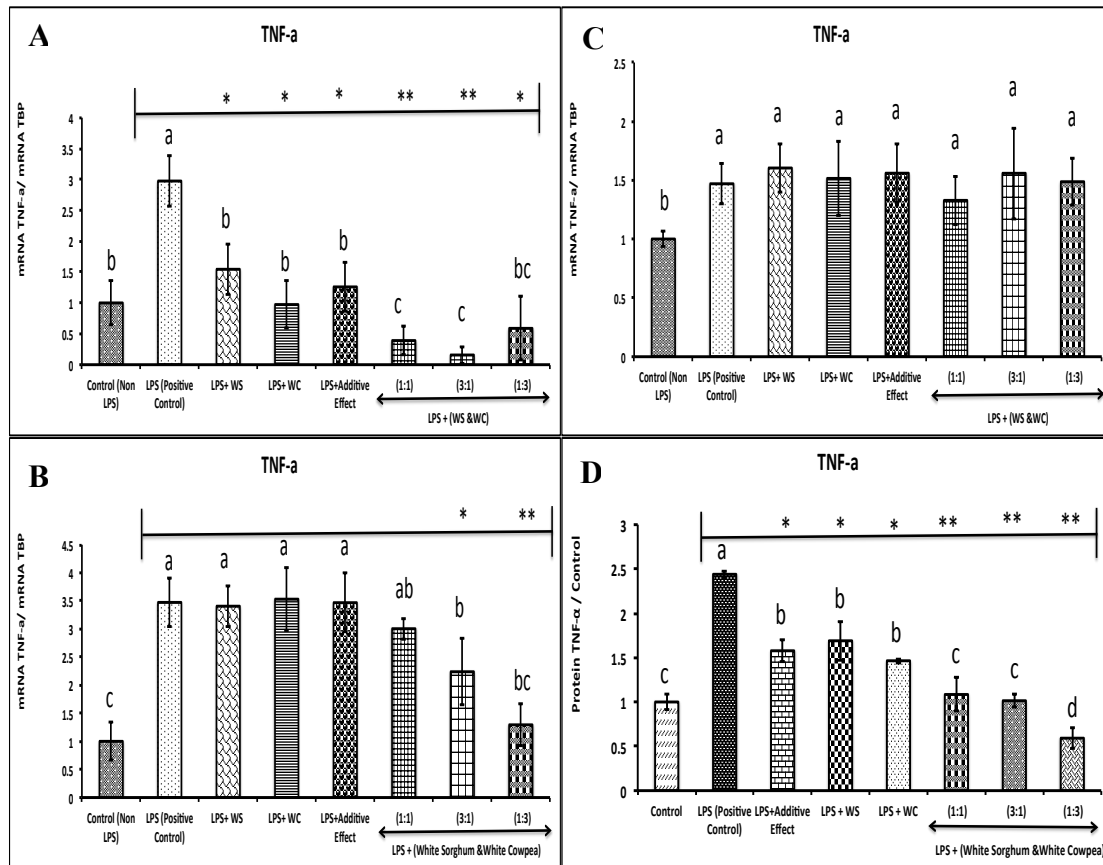 A
TNF-a
* * * ** ** *
mRNA TNF-a/ mRNA TBP
4
3.5
3
2.5
2
1.5
1
0.5
0
b a b b b c c bc
Control (Non LPS) LPS (Positive Control) LPS+ WS LPS+ WC LPS+Additive Effect (1:1) (3:1) (1:3)
LPS + (WS &WC)
C
TNF-a
mRNA TNF-a/ mRNA TBP
2.5
2
1.5
1
0.5
0
b a a a a a a a
Control (Non LPS) LPS (Positive Control) LPS+ WS LPS+ WC LPS+Additive Effect (1:1) (3:1) (1:3)
LPS + (WS &WC)
B
TNF-a
* **
mRNA TNF-a/ mRNA TBP
4.5
4
3.5
3
2.5
2
1.5
1
0.5
0
c a a a a ab b bc
Control (Non LPS) LPS (Positive Control) LPS+ WS LPS+ WC LPS+Additive Effect (1:1) (3:1) (1:3)
LPS + (White Sorghum &White Cowpea)
D
TNF-a
* * * ** ** **
Protein TNF-α / Control
3
2.5
2
1.5
1
0.5
0
c a b b b c c d
Control LPS (Positive Control) LPS+Additive Effect LPS + WS LPS + WC (1:1) (3:1) (1:3)
LPS + (White Sorghum &White Cowpea)